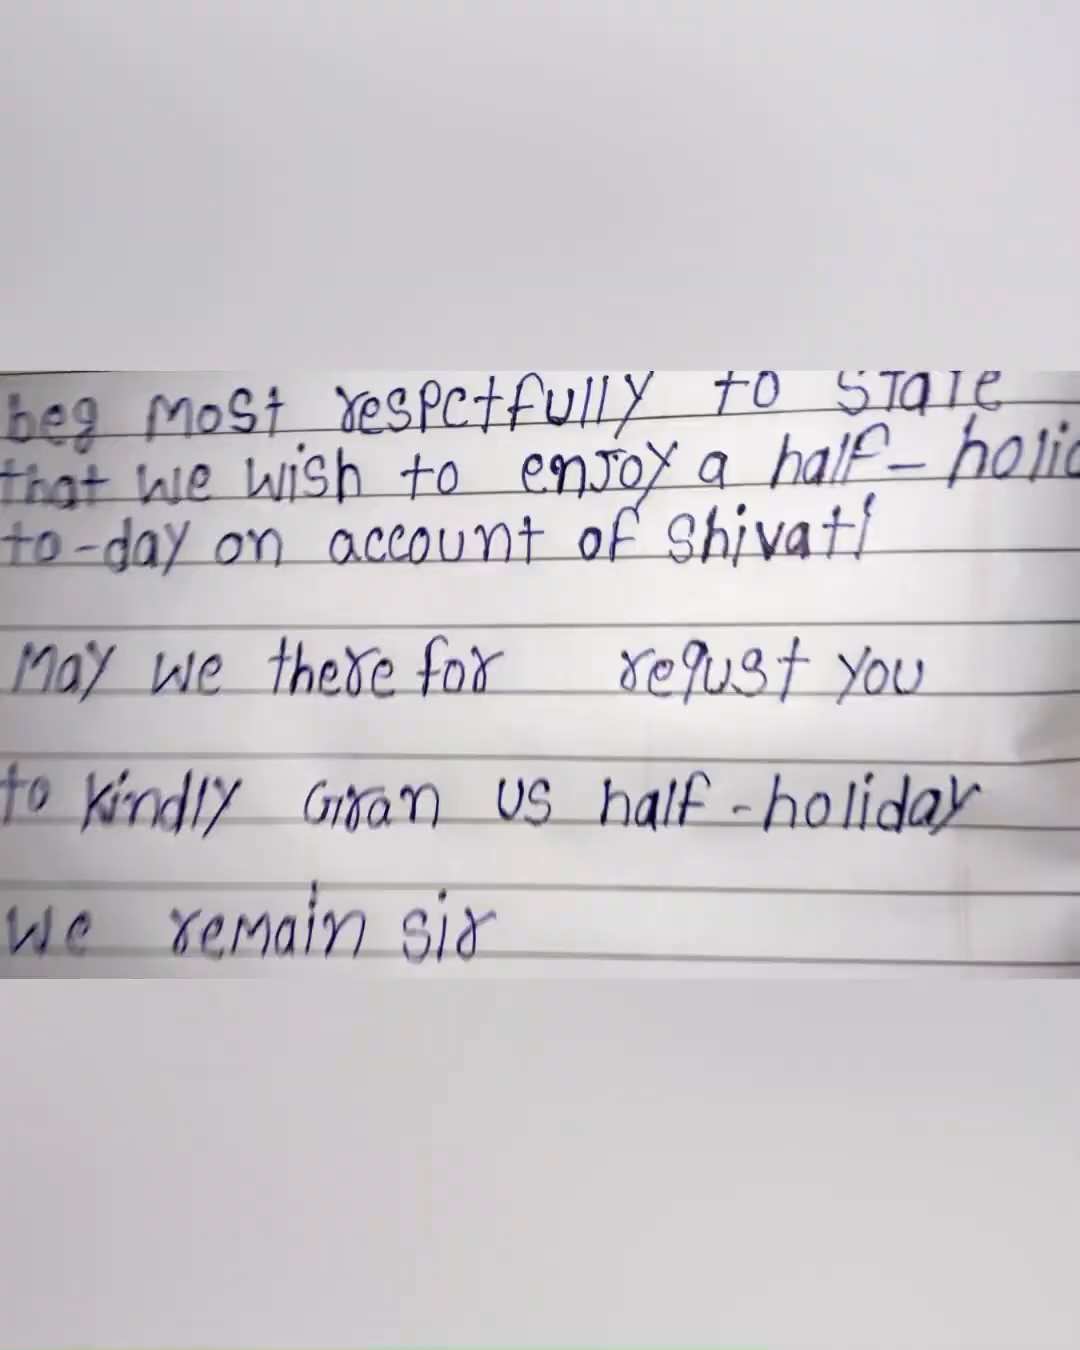 beg most respctfully to state
that we wish to enjoy a half- holid
to-day on account of Shivati
May we there for requst you
to kindly Gran us half-holiday
we remain sir